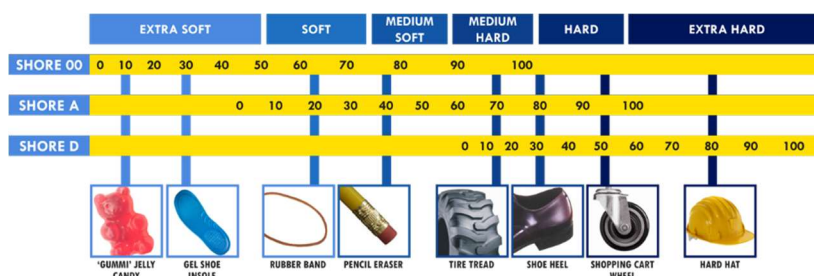 EXTRA SOFT SOFT MEDIUM SOFT MEDIUM HARD HARD EXTRA HARD
SHORE 00 0 10 20 30 40 50 60 70 80 90 100
SHORE A 0 10 20 30 40 50 60 70 80 90 100
SHORE D 0 10 20 30 40 50 60 70 80 90 100
'GUMMI' JELLY CANDY
GEL SHOE INSOLE
RUBBER BAND
PENCIL ERASER
TIRE TREAD
SHOE HEEL
SHOPPING CART WHEEL
HARD HAT